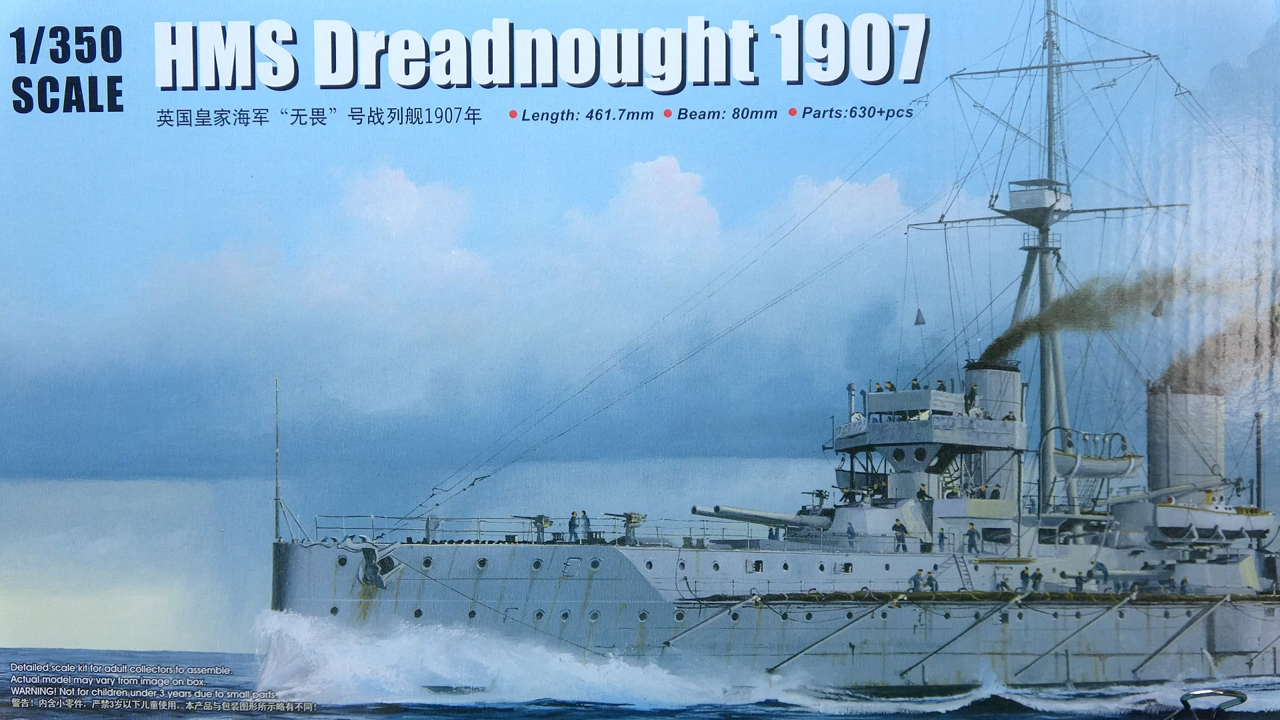 1/350
SCALE
HMS Dreadnought 1907
英国皇家海军“无畏”号战列舰1907年
Length: 461.7mm Beam: 80mm Parts:630+pcs
Detailed scale kit for adult collectors to assemble.
Actual model may vary from image on box.
WARNING! Not for children under 3 years due to small parts.
警告！内含小零件，严禁3岁以下儿童使用。本产品与包装图形所示略有不同！